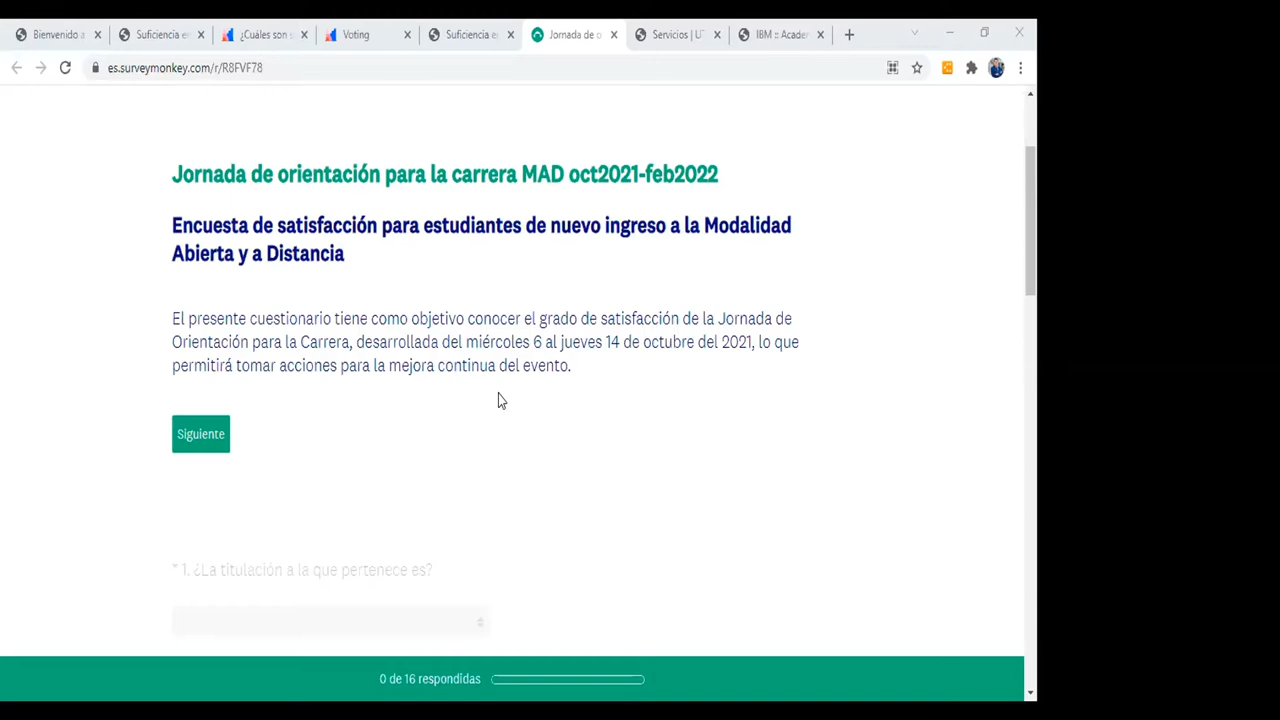 Bienvenido a
Suficiencia e
¿Cuáles son s
Voting
Suficiencia e
Jornada de o
Servicios | UT
IBM :: Acader
es.surveymonkey.com/r/R8FVF78
Jornada de orientación para la carrera MAD oct2021-feb2022
Encuesta de satisfacción para estudiantes de nuevo ingreso a la Modalidad
Abierta y a Distancia
El presente cuestionario tiene como objetivo conocer el grado de satisfacción de la Jornada de
Orientación para la Carrera, desarrollada del miércoles 6 al jueves 14 de octubre del 2021, lo que
permitirá tomar acciones para la mejora continua del evento.
Siguiente
* 1. ¿La titulación a la que pertenece es?
0 de 16 respondidas